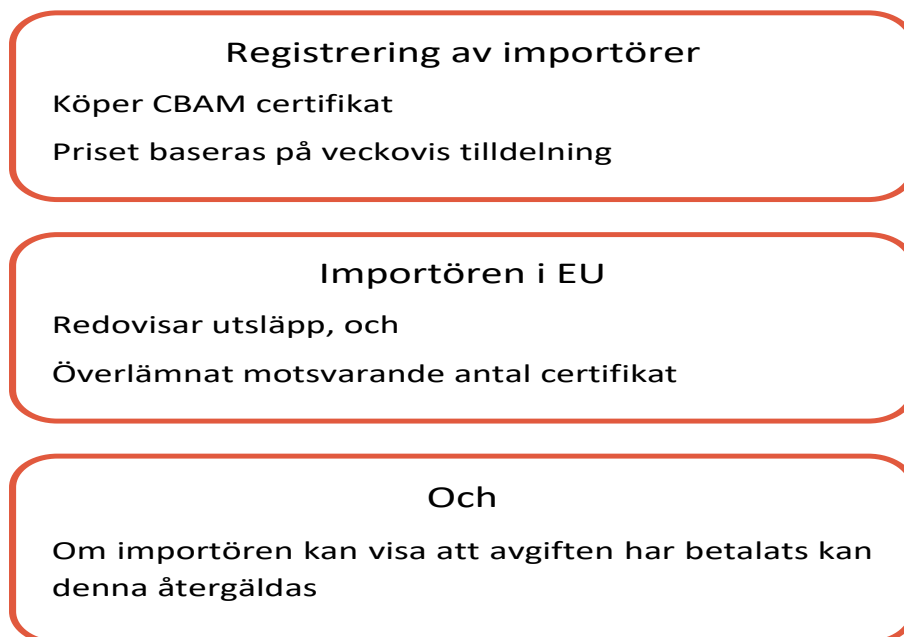 Registrering av importörer
Köper CBAM certifikat
Priset baseras på veckovis tilldelning
Importören i EU
Redovisar utsläpp, och
Överlämnat motsvarande antal certifikat
Och
Om importören kan visa att avgiften har betalats kan
denna återgäldas